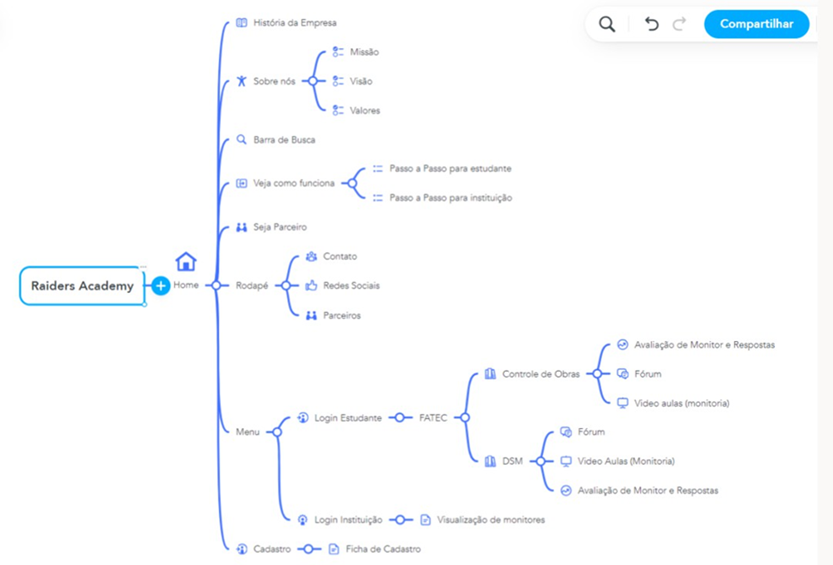 Compartilhar
História da Empresa
Sobre nós
Missão
Visão
Valores
Barra de Busca
Veja como funciona
Passo a Passo para estudante
Passo a Passo para instituição
Seja Parceiro
Raiders Academy
Home
Rodapé
Contato
Redes Sociais
Parceiros
Menu
Login Estudante
FATEC
Controle de Obras
Avaliação de Monitor e Respostas
Fórum
Video aulas (monitoria)
DSM
Fórum
Video Aulas (Monitoria)
Avaliação de Monitor e Respostas
Login Instituição
Visualização de monitores
Cadastro
Ficha de Cadastro